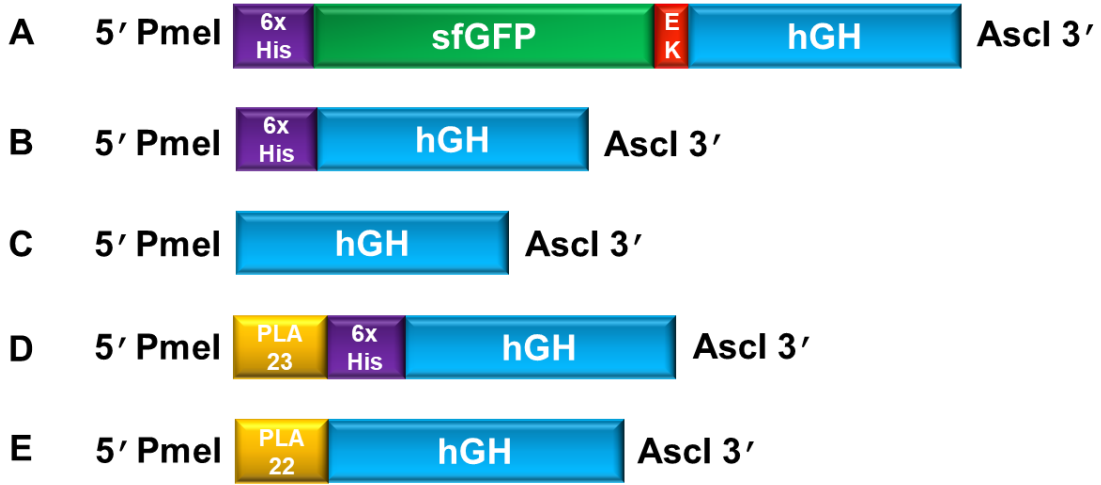 A 5′ PmeI 6x His sfGFP E K hGH AscI 3′
B 5′ PmeI 6x His hGH AscI 3′
C 5′ PmeI hGH AscI 3′
D 5′ PmeI PLA 23 6x His hGH AscI 3′
E 5′ PmeI PLA 22 hGH AscI 3′